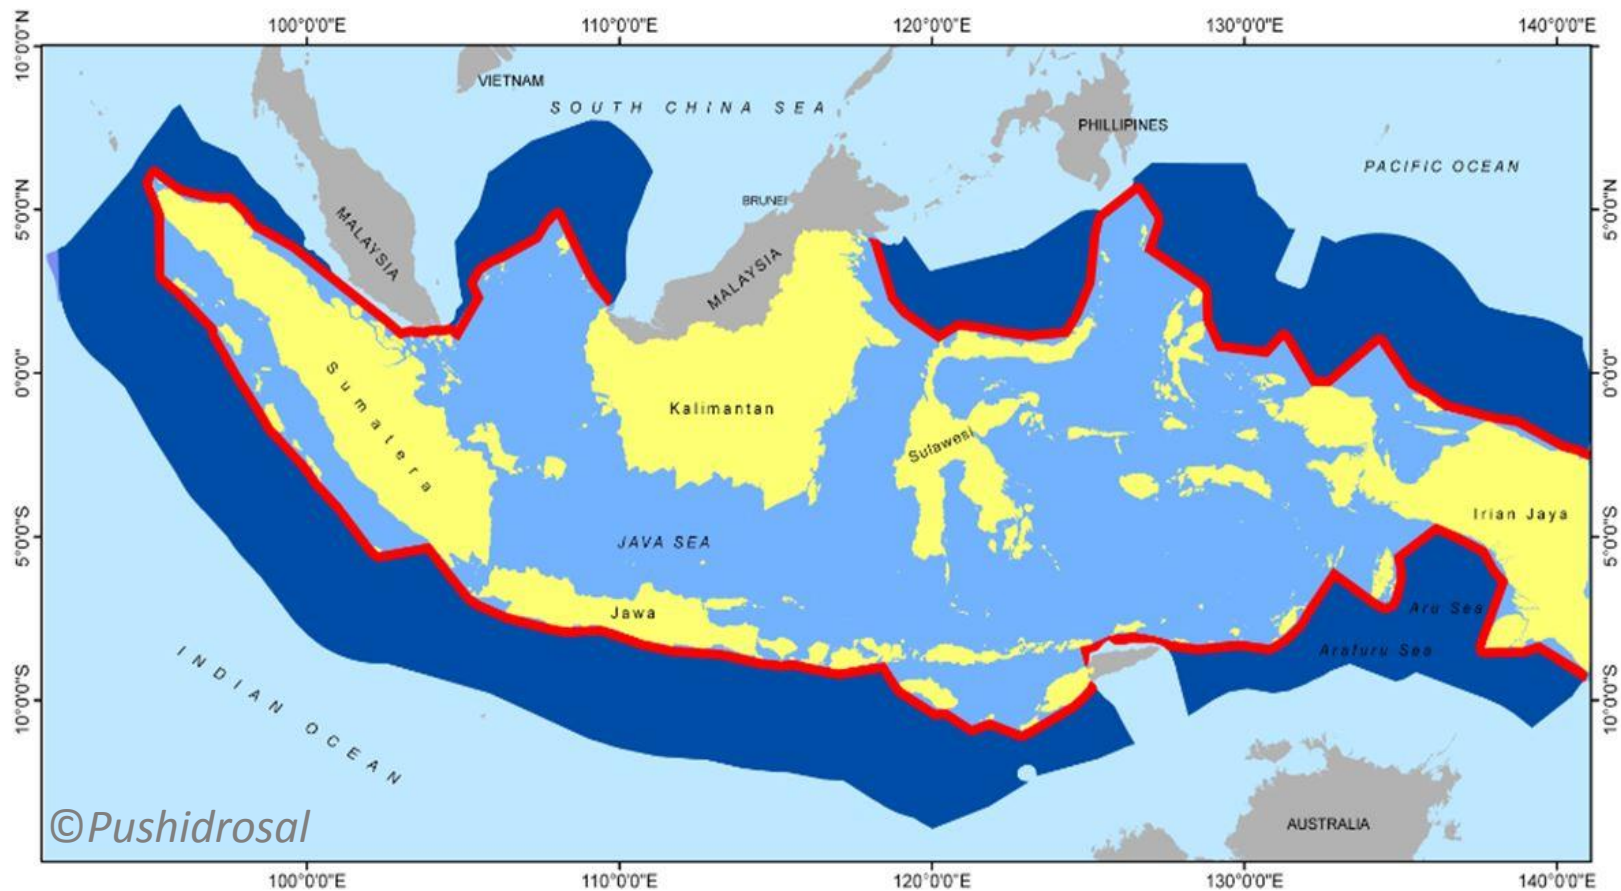 100°0'0"E 110°0'0"E 120°0'0"E 130°0'0"E 140°0'0"E
10°0'0"N
VIETNAM
SOUTH CHINA SEA
PHILLIPINES
PACIFIC OCEAN
5°0'0"N
5°0'0"N
BRUNEI
MALAYSIA
MALAYSIA
0°0'0"
0°0'0"
Sumatera
Kalimantan
Sulawesi
Irian Jaya
5°0'0"S
5°0'0"S
JAVA SEA
Jawa
Aru Sea
Arafuru Sea
INDIAN OCEAN
10°0'0"S
10°0'0"S
AUSTRALIA
©Pushidrosal
100°0'0"E 110°0'0"E 120°0'0"E 130°0'0"E 140°0'0"E